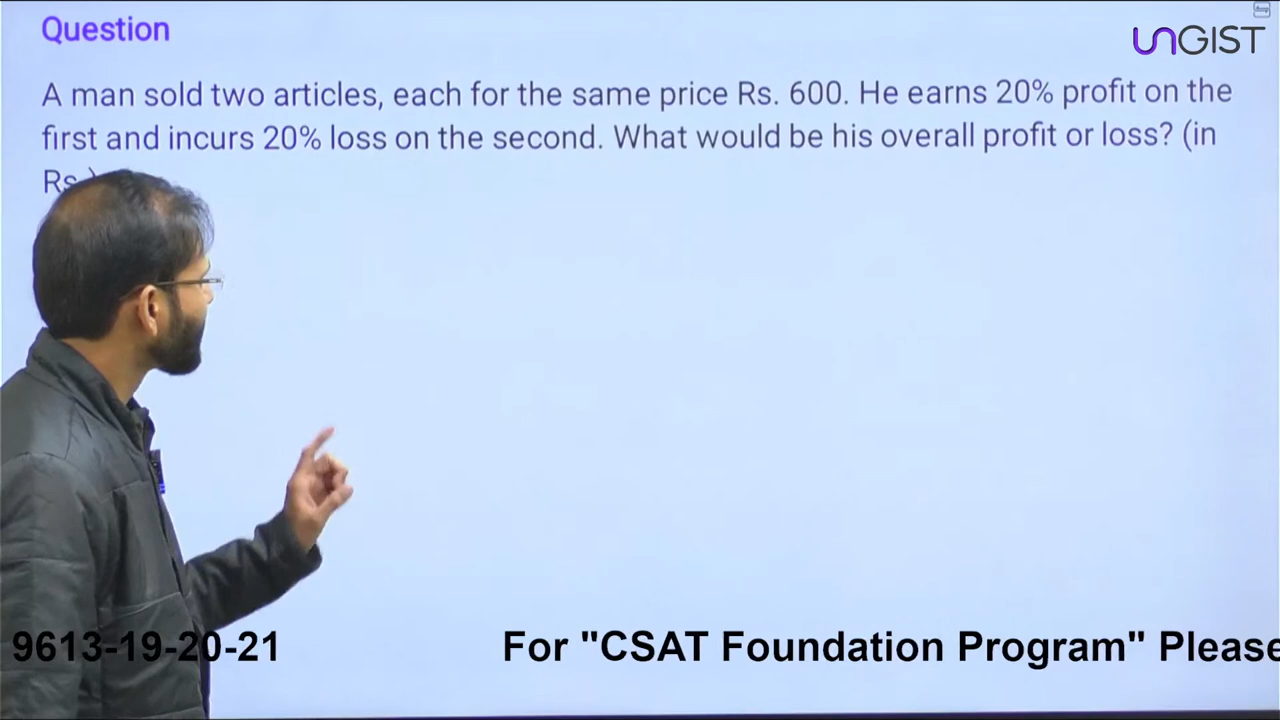 Question
UNGIST
A man sold two articles, each for the same price Rs. 600. He earns 20% profit on the
first and incurs 20% loss on the second. What would be his overall profit or loss? (in
Rs.)
9613-19-20-21 For "CSAT Foundation Program" Please